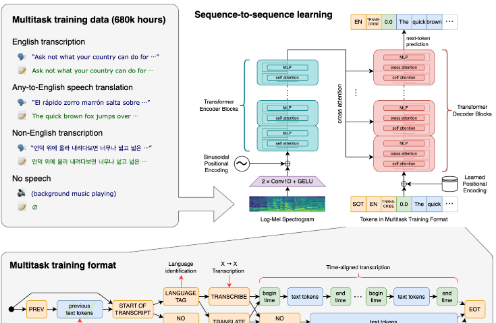 Multitask training data (680k hours)
English transcription
"Ask not what your country can do for ⋯"
Ask not what your country can do for ⋯
Any-to-English speech translation
"El rápido zorro marrón salta sobre ⋯"
The quick brown fox jumps over ⋯
Non-English transcription
"언덕 위에 올라 내려다보면 너무나 넓고 넓은 ⋯"
언덕 위에 올라 내려다보면 너무나 넓고 넓은 ⋯
No speech
(background music playing)
∅
Sequence-to-sequence learning
EN TRANSCRIBE 0.0 The quick brown ⋯
next-token
prediction
MLP
self attention
MLP
self attention
MLP
self attention
Transformer
Encoder Blocks
cross attention
MLP
cross attention
self attention
MLP
cross attention
self attention
MLP
cross attention
self attention
Transformer
Decoder Blocks
Sinusoidal
Positional
Encoding
2 × Conv1D + GELU
Log-Mel Spectrogram
Learned
Positional
Encoding
SOT EN TRANSCRIBE 0.0 The quick ⋯
Tokens in Multitask Training Format
Multitask training format
Language
identification
X → X
Transcription
Time-aligned transcription
PREV
previous
text tokens
START OF
TRANSCRIPT
LANGUAGE
TAG
TRANSCRIBE
begin
time
text tokens
end
time
⋯
begin
time
text tokens
end
time
EOT
NO
TRANSLATE
NO
text tokens